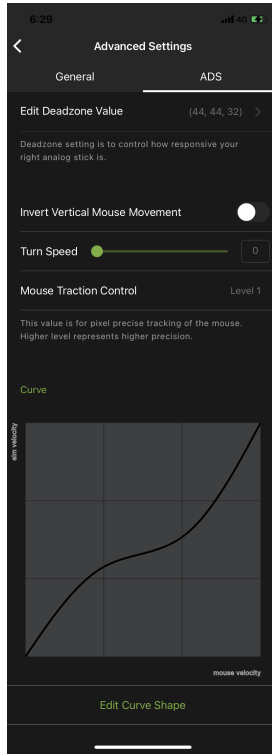 6:29
4G
Advanced Settings
General
ADS
Edit Deadzone Value
(44, 44, 32)
Deadzone setting is to control how responsive your
right analog stick is.
Invert Vertical Mouse Movement
Turn Speed
0
Mouse Traction Control
Level 1
This value is for pixel precise tracking of the mouse.
Higher level represents higher precision.
Curve
aim velocity
mouse velocity
Edit Curve Shape